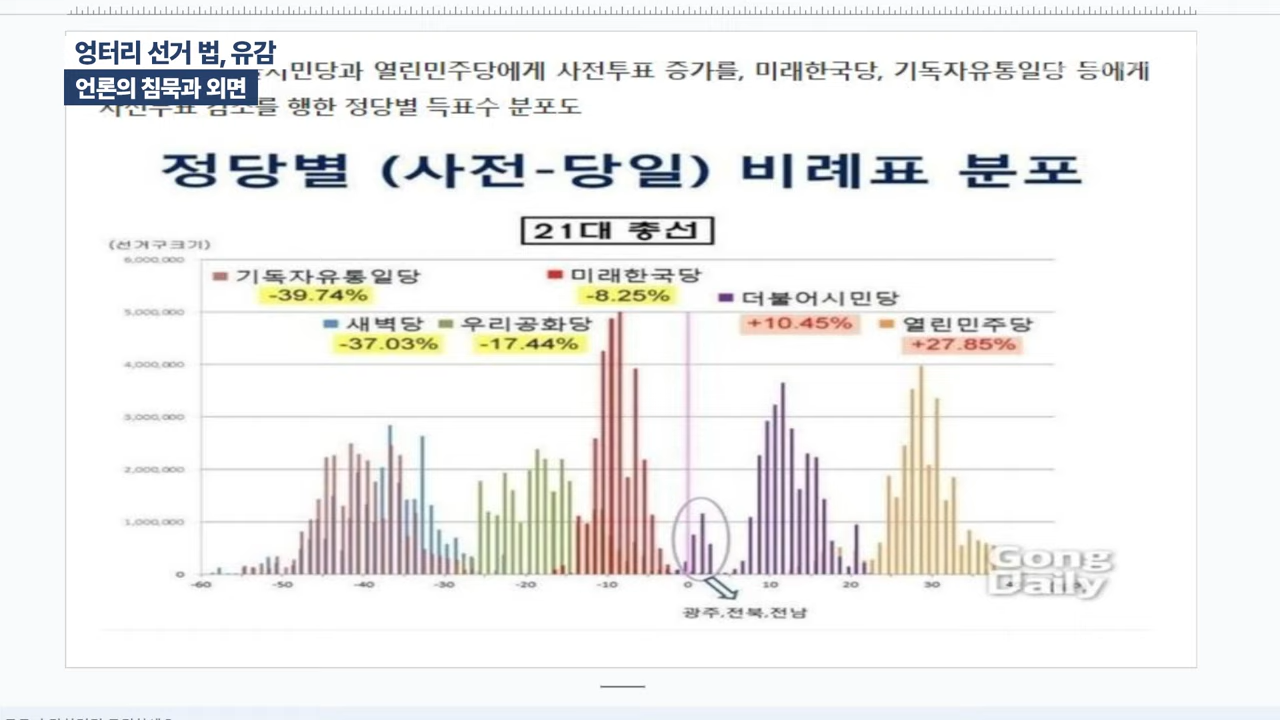 엉터리 선거 법, 유감
언론의 침묵과 외면
시민당과 열린민주당에게 사전투표 증가를, 미래한국당, 기독자유통일당 등에게
사전투표 감소를 행한 정당별 득표수 분포도
정당별 (사전-당일) 비례표 분포
21대 총선
(선거구크기)
6,000,000
기독자유통일당
-39.74%
미래한국당
-8.25%
더불어시민당
+10.45%
5,000,000
새벽당
-37.03%
우리공화당
-17.44%
열린민주당
+27.85%
4,000,000
3,000,000
2,000,000
1,000,000
0
-60 -50 -40 -30 -20 -10 0 10 20 30
광주,전북,전남
Gong
Daily